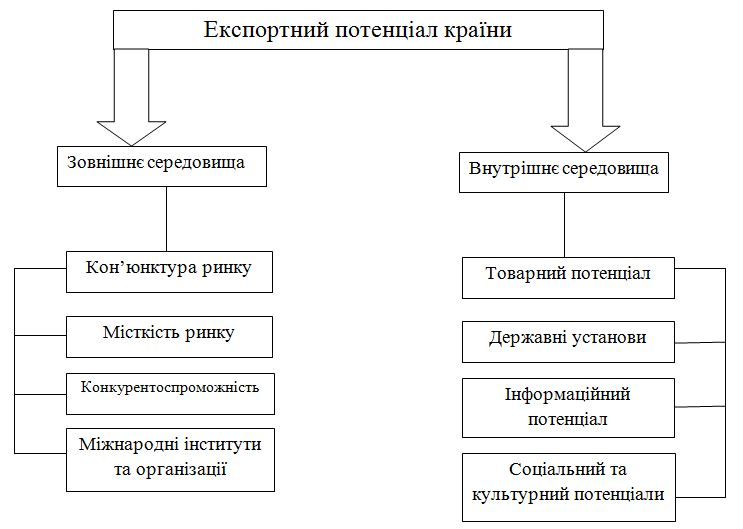 Експортний потенціал країни
Зовнішнє середовища
Кон’юнктура ринку
Місткість ринку
Конкурентоспроможність
Міжнародні інститути
та організації
Внутрішнє середовища
Товарний потенціал
Державні установи
Інформаційний
потенціал
Соціальний та
культурний потенціали